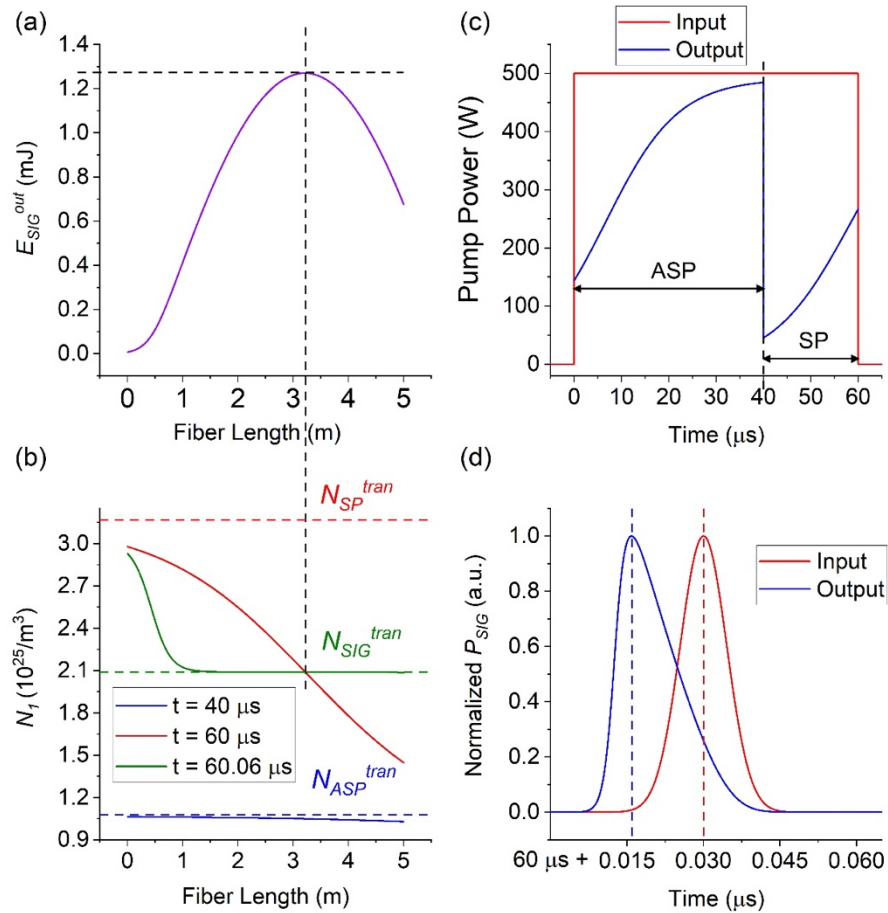 (a)
1.4
1.2
1.0
0.8
0.6
0.4
0.2
0.0
E_SIG^out (mJ)
0 1 2 3 4 5
Fiber Length (m)
(b)
3.0
2.7
2.4
2.1
1.8
1.5
1.2
0.9
N_1 (10^25/m^3)
N_SP^tran
N_SIG^tran
N_ASP^tran
t = 40 μs
t = 60 μs
t = 60.06 μs
0 1 2 3 4 5
Fiber Length (m)
(c)
Input
Output
500
400
300
200
100
0
Pump Power (W)
ASP
SP
0 10 20 30 40 50 60
Time (μs)
(d)
1.0
0.8
0.6
0.4
0.2
0.0
Normalized P_SIG (a.u.)
Input
Output
60 μs + 0.015 0.030 0.045 0.060
Time (μs)